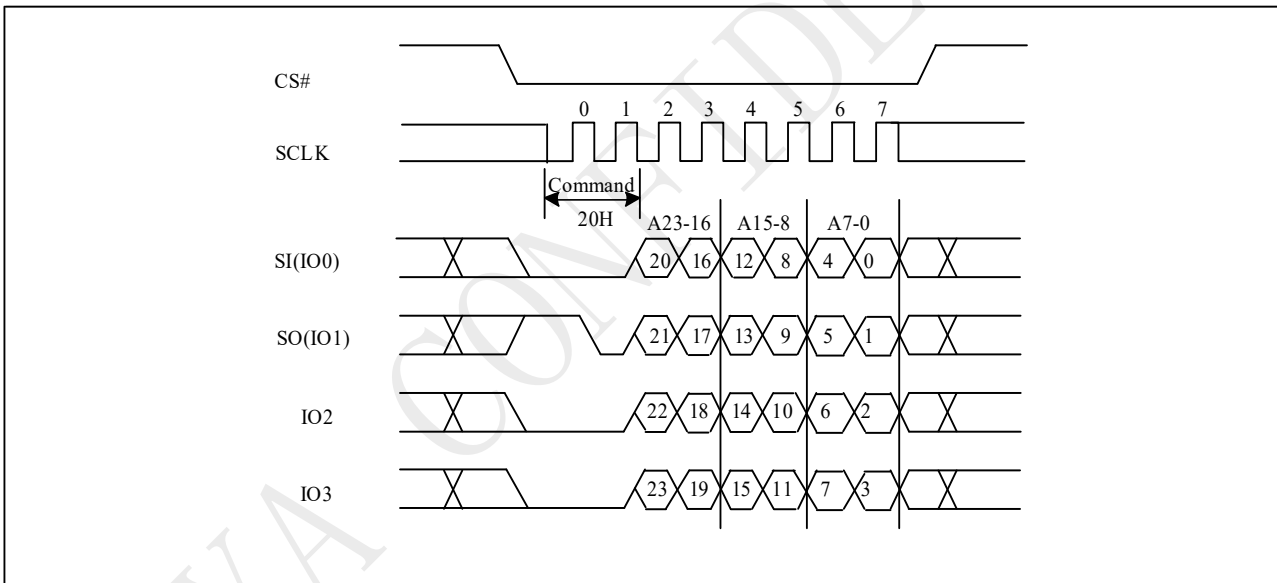 CS#
0 1 2 3 4 5 6 7
SCLK
Command
20H
A23-16 A15-8 A7-0
SI(IO0) 20 16 12 8 4 0
SO(IO1) 21 17 13 9 5 1
IO2 22 18 14 10 6 2
IO3 23 19 15 11 7 3